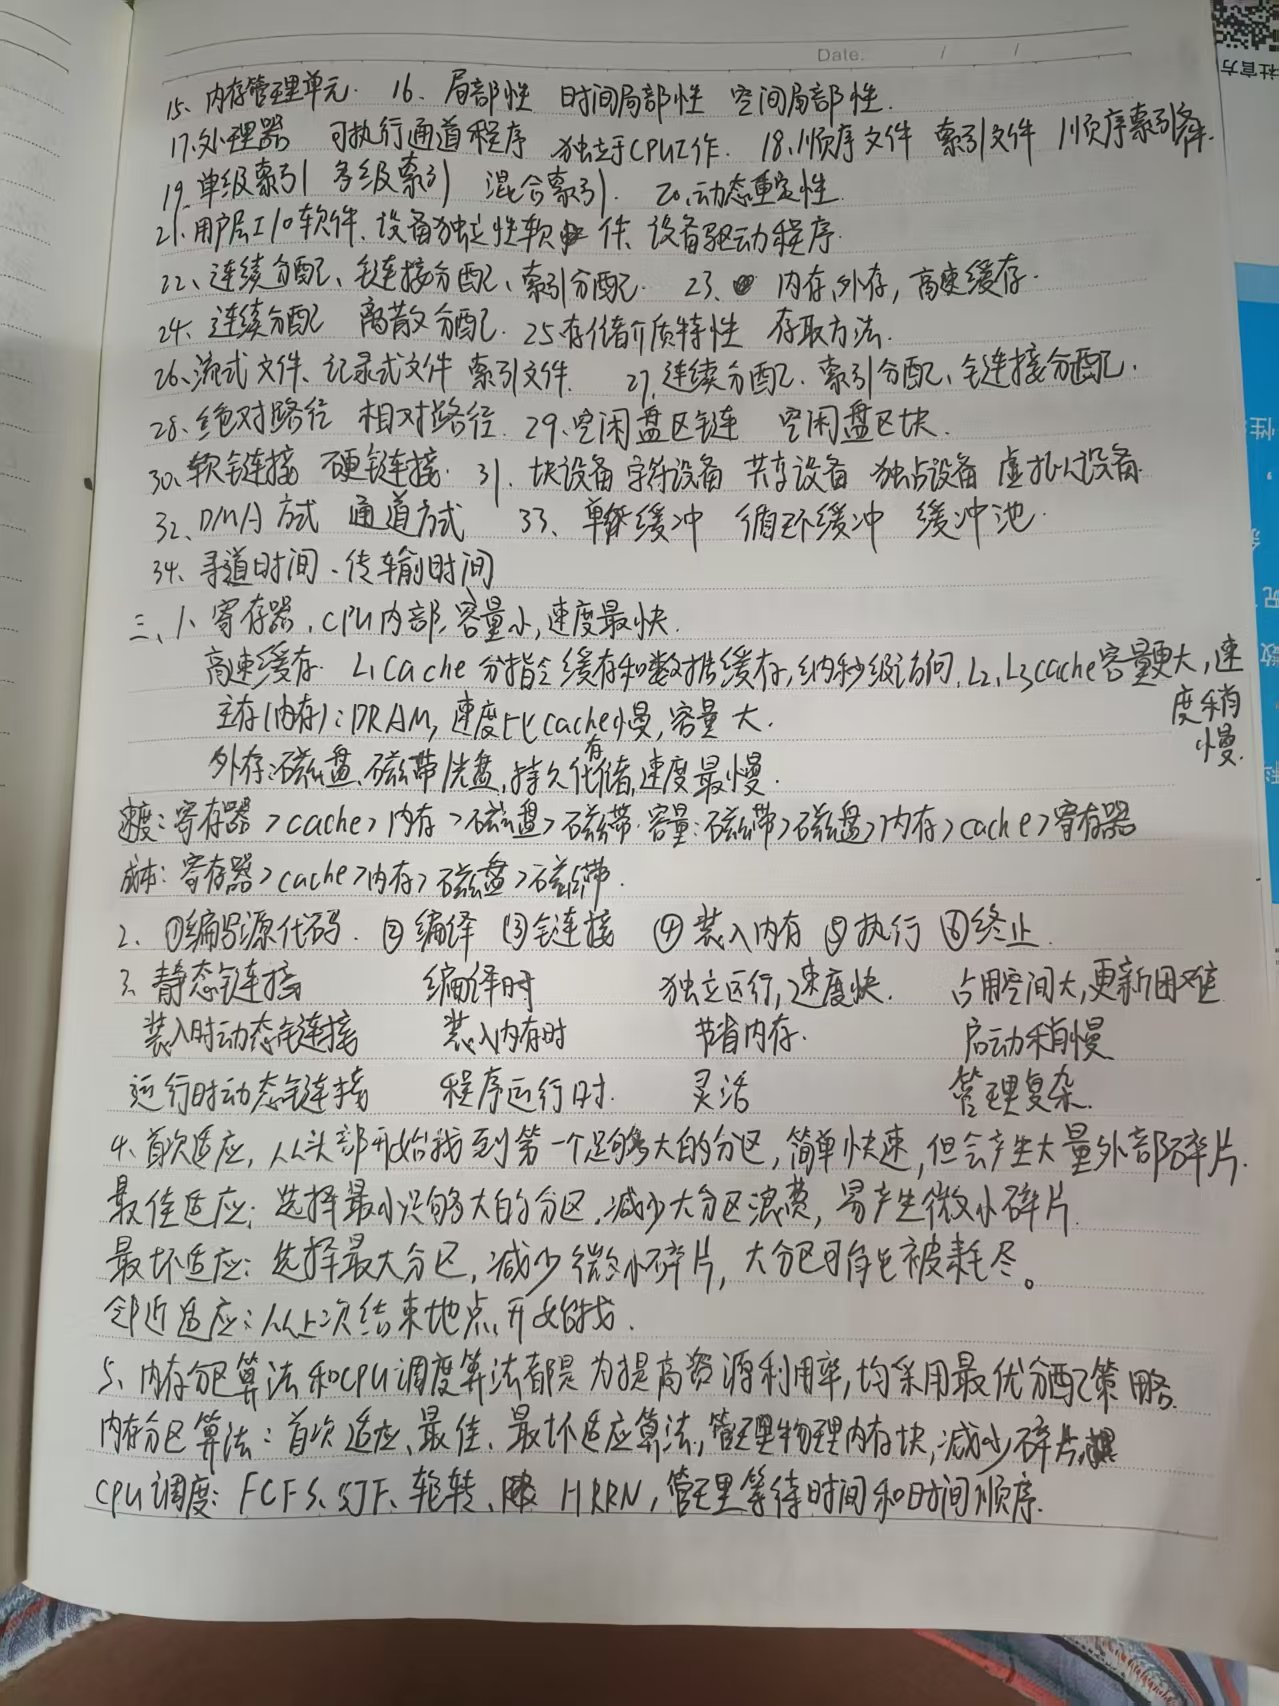 Date.      /      /
15、内存管理单元. 16、局部性 时间局部性 空间局部性.
17.处理器 可执行通道程序 独立于CPU工作. 18.顺序文件 索引文件 顺序索引文件.
19.单级索引 多级索引 混合索引. 20、动态重定性
21.用户层I/O软件、设备独立性软件、设备驱动程序.
22、连续分配、链连接分配、索引分配. 23、内存、外存, 高速缓存.
24、连续分配 离散分配. 25.存储介质特性 存取方法.
26、流式文件、记录式文件 索引文件. 27.连续分配、索引分配、链连接分配.
28、绝对路径 相对路径. 29、空闲盘区链 空闲盘区块.
30、软链连接 硬链连接. 31. 块设备 字符设备 共享设备 独占设备 虚拟设备.
32、DMA方式 通道方式 33、单缓冲 循环缓冲 缓冲池.
34、寻道时间、传输时间
三、1、寄存器, CPU内部, 容量小, 速度最快.
高速缓存. L1 cache 分指令缓存和数据缓存, 纳秒级访问, L2, L3 cache容量更大, 速
度稍
慢.
主存(内存): DRAM, 速度比cache慢, 容量大.
外存: 磁盘、磁带/光盘, 持久存储, 速度最慢.
速度: 寄存器>cache>内存>磁盘>磁带. 容量: 磁带>磁盘>内存>cache>寄存器
成本: 寄存器>cache>内存>磁盘>磁带.
2、①编写源代码. ②编译 ③链连接 ④装入内存 ⑤执行 ⑥终止.
3、静态链连接 编译时 独立运行, 速度快. 占用空间大, 更新困难
装入时动态链连接 装入内存时 节省内存. 启动稍慢
运行时动态链连接 程序运行时. 灵活 管理复杂.
4、首次适应, 从头部开始找到第一个足够大的分区, 简单快速, 但会产生大量外部碎片.
最佳适应: 选择最小足够大的分区, 减少大分区浪费, 易产生微小碎片.
最坏适应: 选择最大分区, 减少微小碎片, 大分区可能被耗尽。
邻近适应: 从上次结束地点开始找.
5、内存分区算法和CPU调度算法都是为提高资源利用率, 均采用最优分配策略.
内存分区算法: 首次适应、最佳、最坏适应算法, 管理物理内存块, 减少碎片,
CPU调度: FCFS、SJF、轮转、HRRN, 管理等待时间和时间顺序.